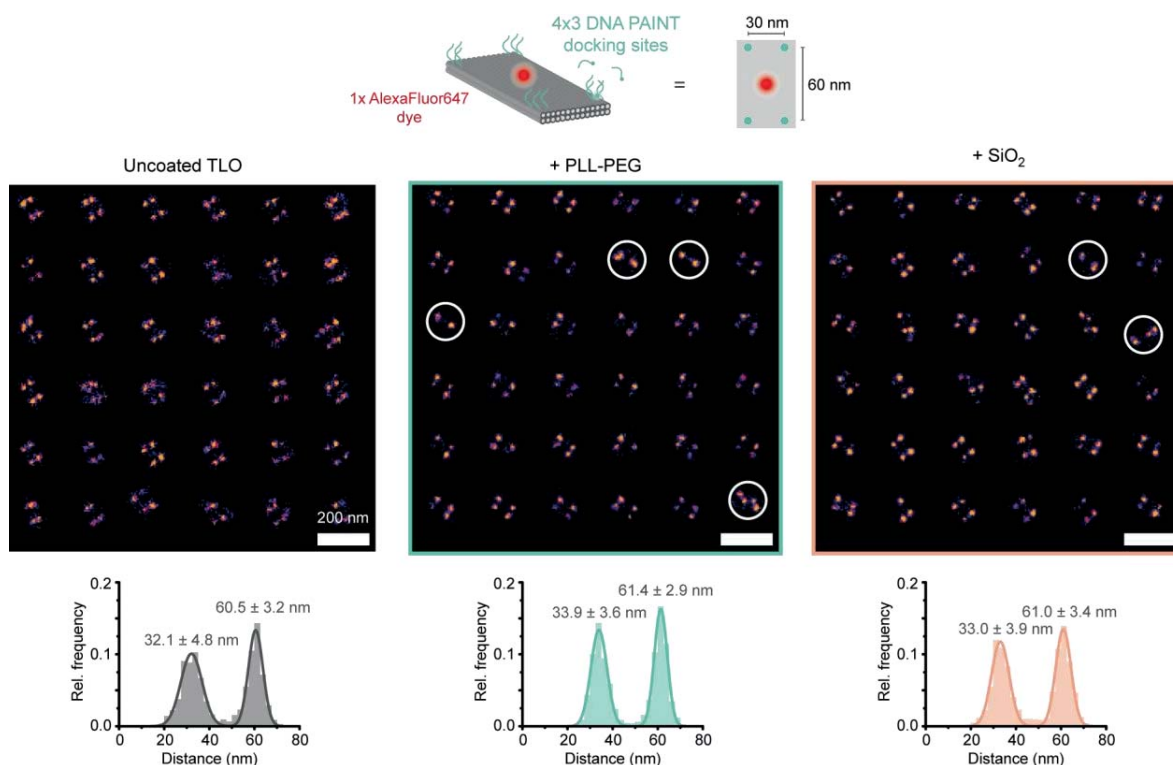 4x3 DNA PAINT
docking sites
1x AlexaFluor647
dye
=
30 nm
60 nm
Uncoated TLO
+ PLL-PEG
+ SiO₂
200 nm
Rel. frequency
0.2
0.1
0.0
32.1 ± 4.8 nm
60.5 ± 3.2 nm
0 20 40 60 80
Distance (nm)
Rel. frequency
0.2
0.1
0.0
33.9 ± 3.6 nm
61.4 ± 2.9 nm
0 20 40 60 80
Distance (nm)
Rel. frequency
0.2
0.1
0.0
33.0 ± 3.9 nm
61.0 ± 3.4 nm
0 20 40 60 80
Distance (nm)